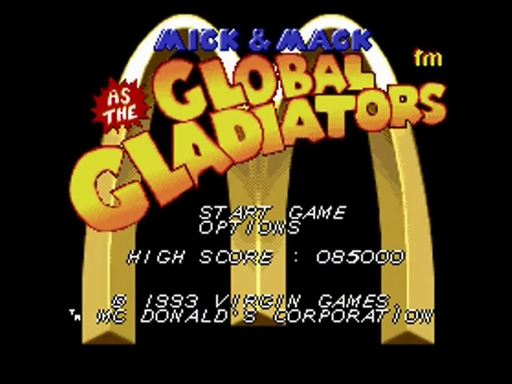 MICK & MACK
AS THE
GLOBAL
GLADIATORS
tm
START GAME
OPTIONS
HIGH SCORE : 085000
© 1993 VIRGIN GAMES
TM MC DONALD'S CORPORATION